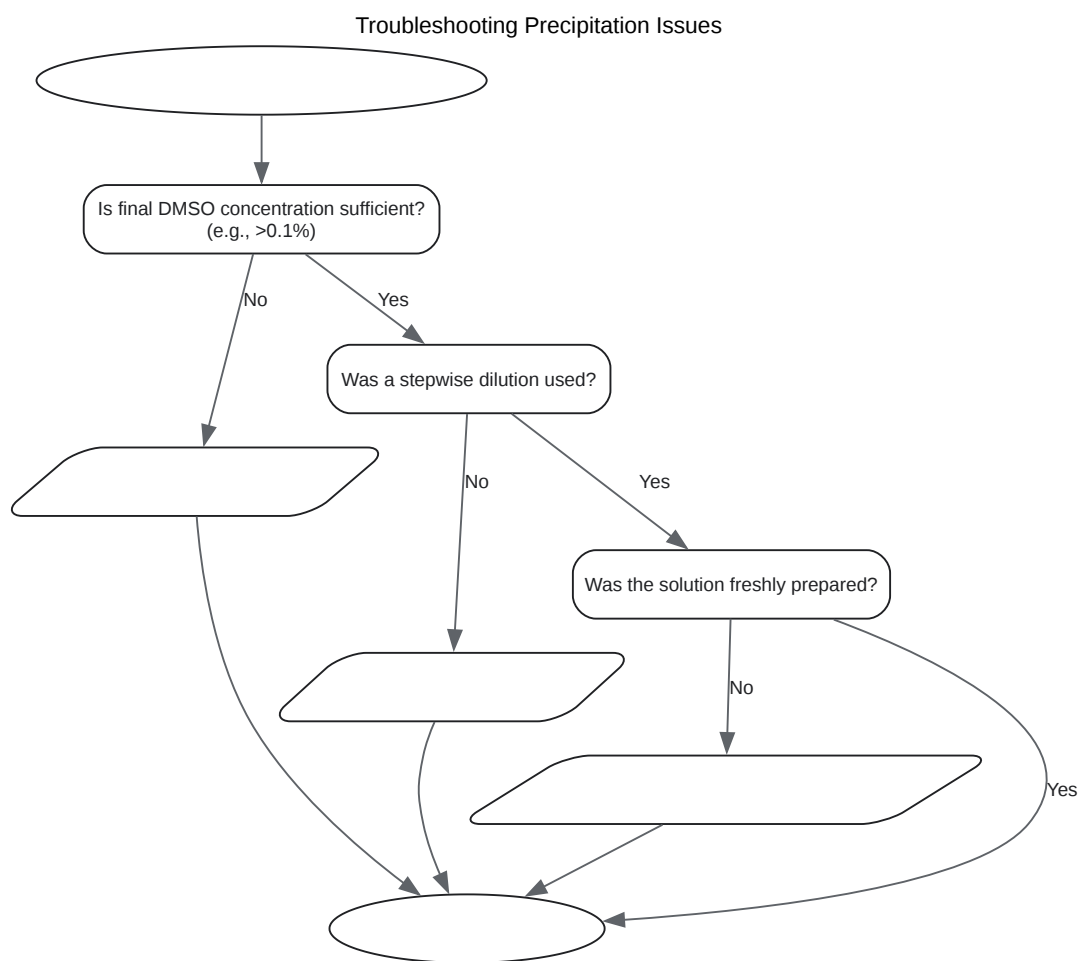 Troubleshooting Precipitation Issues
Is final DMSO concentration sufficient?
(e.g., >0.1%)
No
Yes
Was a stepwise dilution used?
No
Yes
Was the solution freshly prepared?
No
Yes